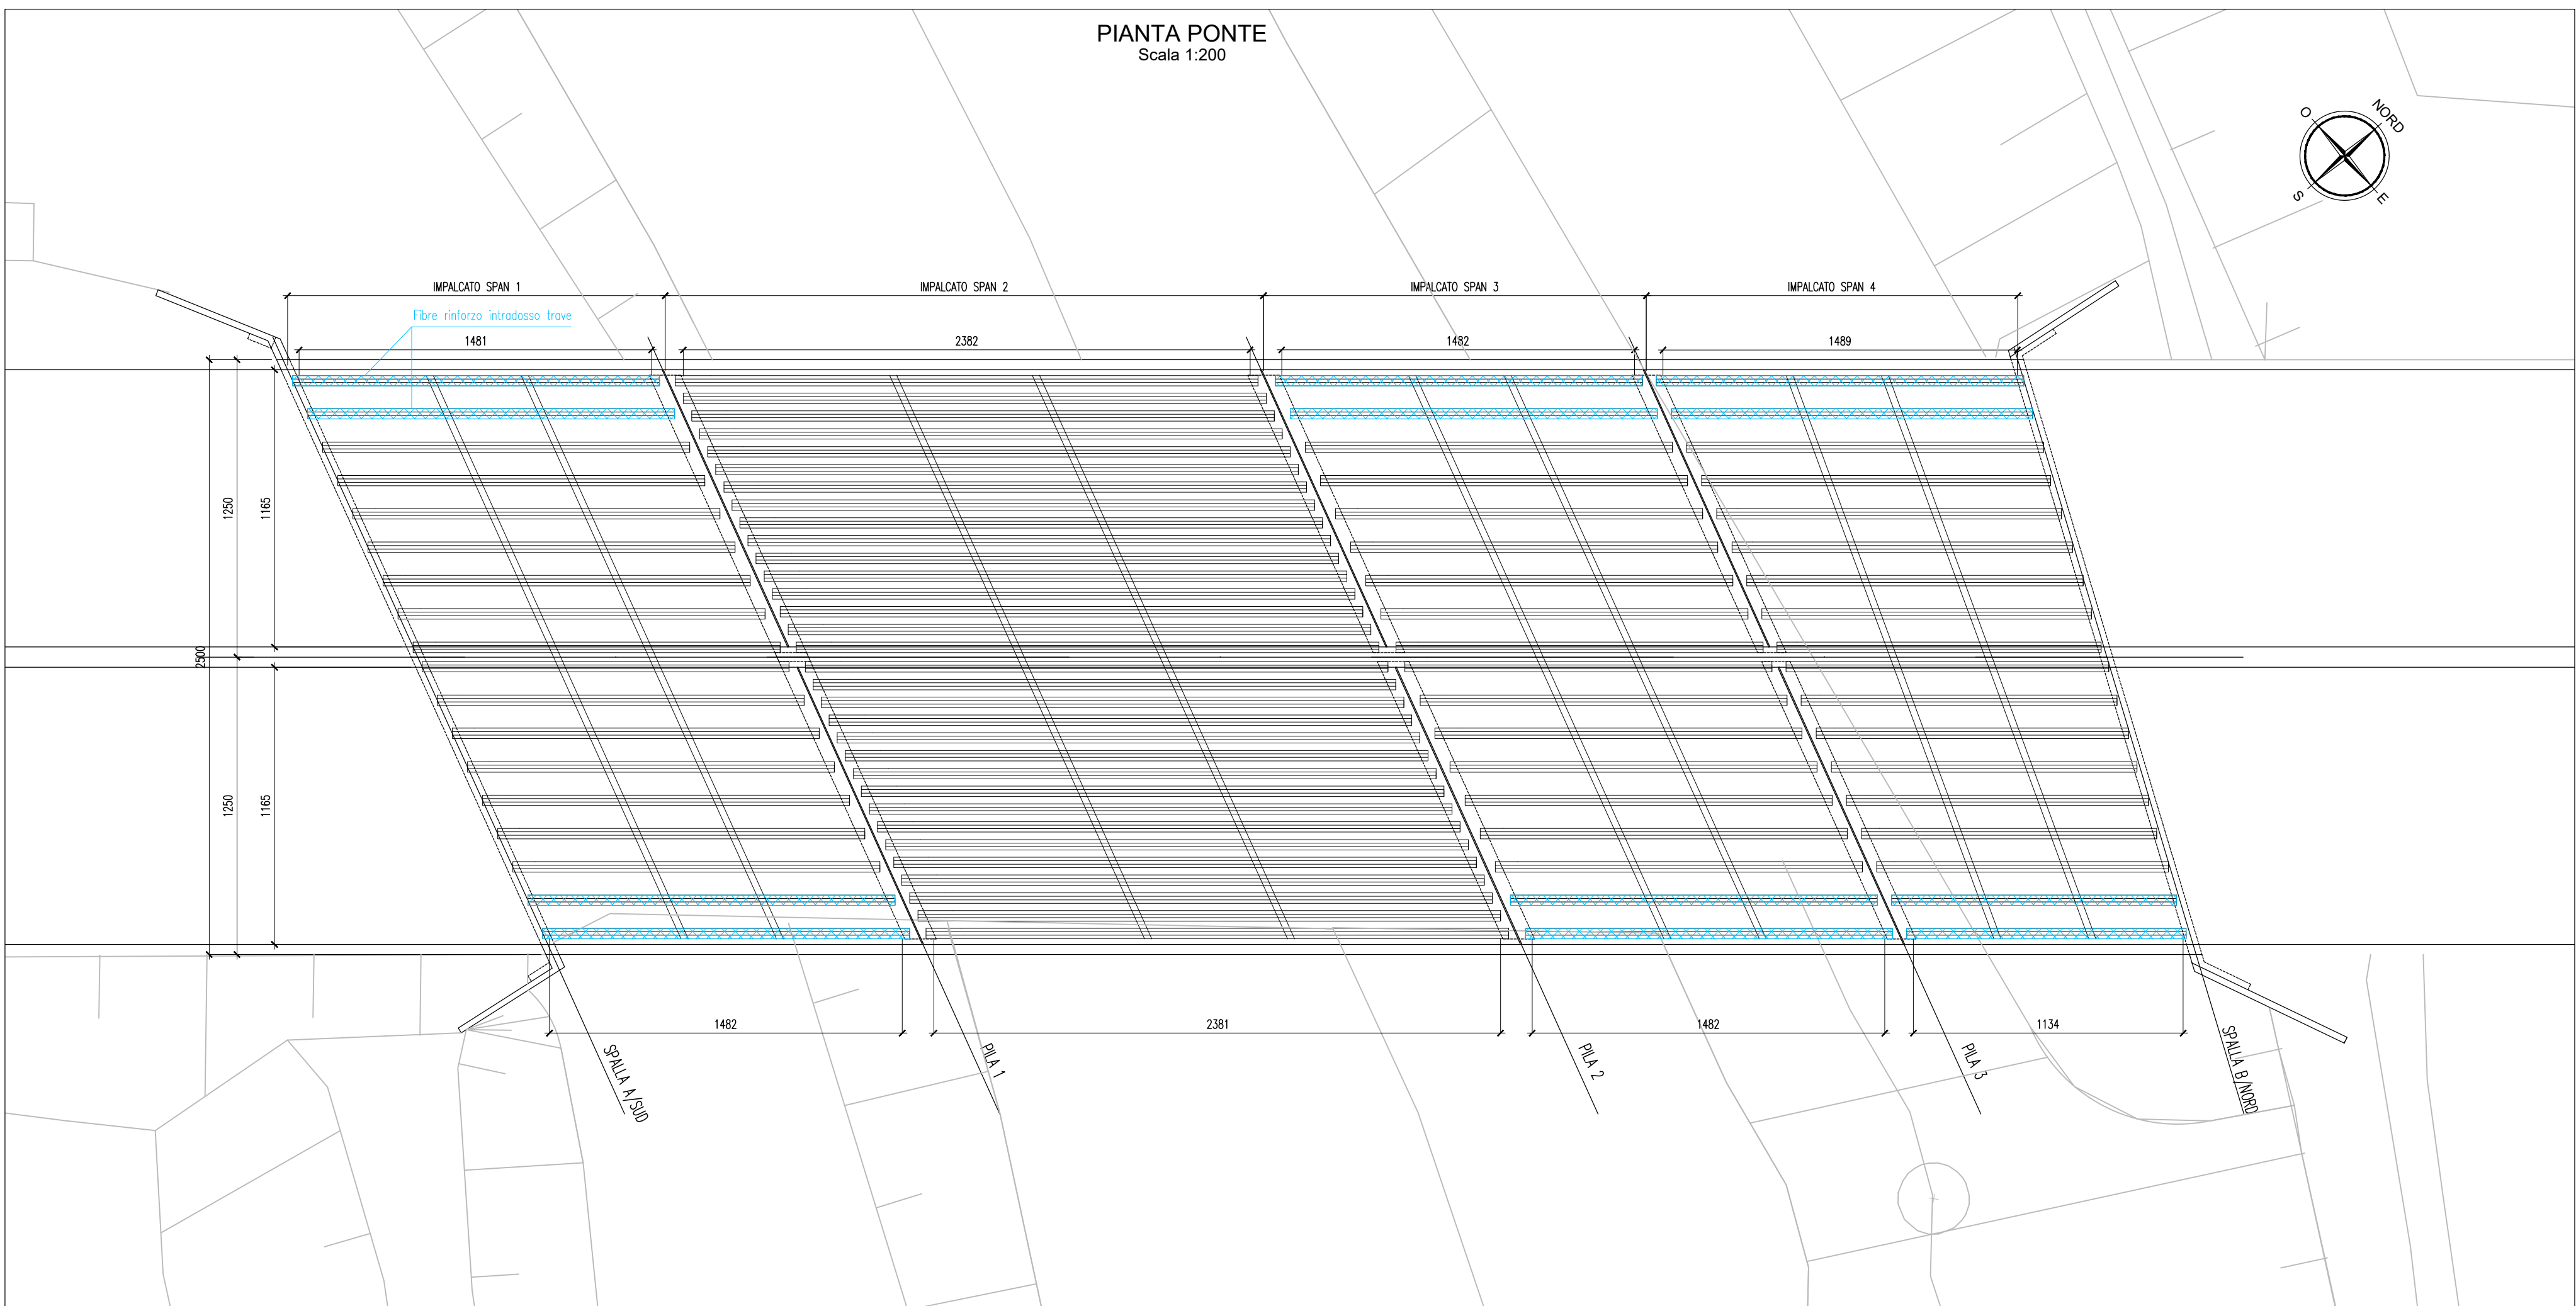 PIANTA PONTE
Scala 1:200
O
NORD
S
E
IMPALCATO SPAN 1
IMPALCATO SPAN 2
IMPALCATO SPAN 3
IMPALCATO SPAN 4
Fibre rinforzo intradosso trave
1481
2382
1482
1489
1250
1165
2500
1250
1165
1482
2381
1482
1134
SPALLA A/SUD
PILA 1
PILA 2
PILA 3
SPALLA B/NORD